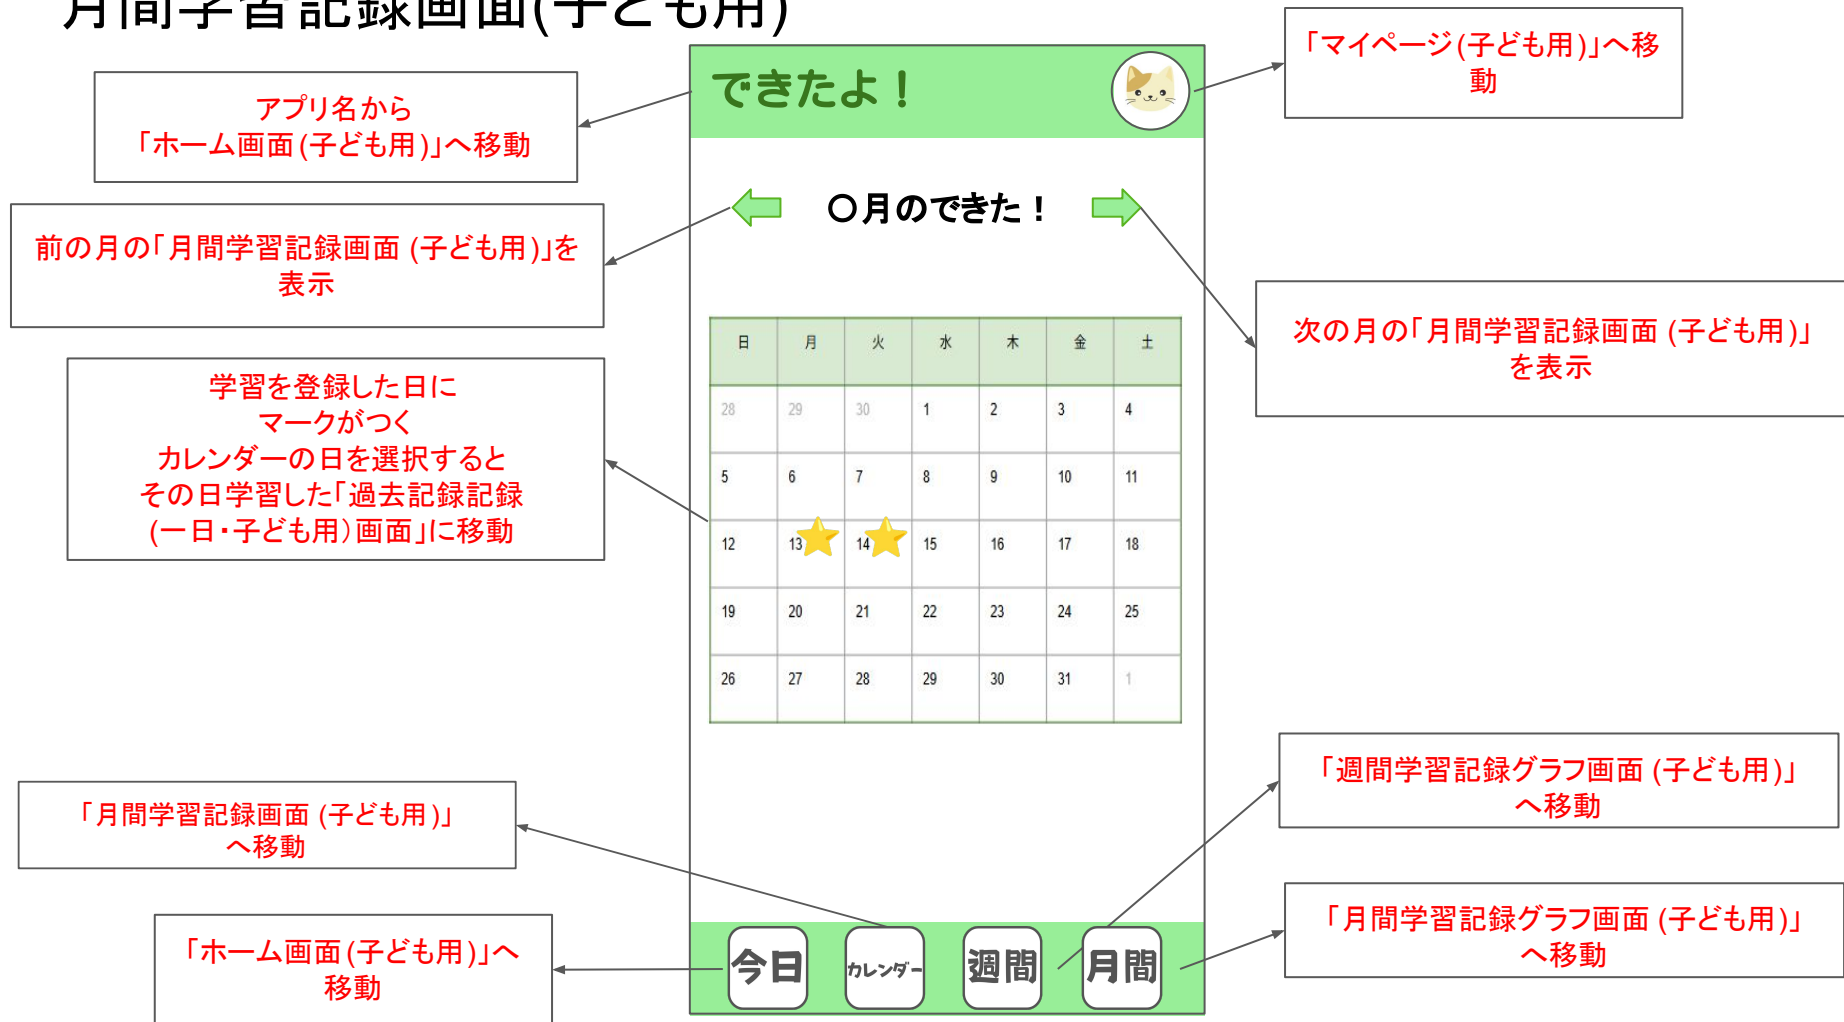 月間学習記録画面(子ども用)
「マイページ(子ども用)」へ移
動
できたよ！
アプリ名から
「ホーム画面(子ども用)」へ移動
〇月のできた！
前の月の「月間学習記録画面 (子ども用)」を
表示
次の月の「月間学習記録画面 (子ども用)」
を表示
日 月 火 水 木 金 土
28 29 30 1 2 3 4
5 6 7 8 9 10 11
12 13 14 15 16 17 18
19 20 21 22 23 24 25
26 27 28 29 30 31 1
学習を登録した日に
マークがつく
カレンダーの日を選択すると
その日学習した「過去記録記録
(一日・子ども用）画面」に移動
「週間学習記録グラフ画面 (子ども用)」
へ移動
「月間学習記録画面 (子ども用)」
へ移動
「月間学習記録グラフ画面 (子ども用)」
へ移動
「ホーム画面(子ども用)」へ
移動
今日 カレンダー 週間 月間